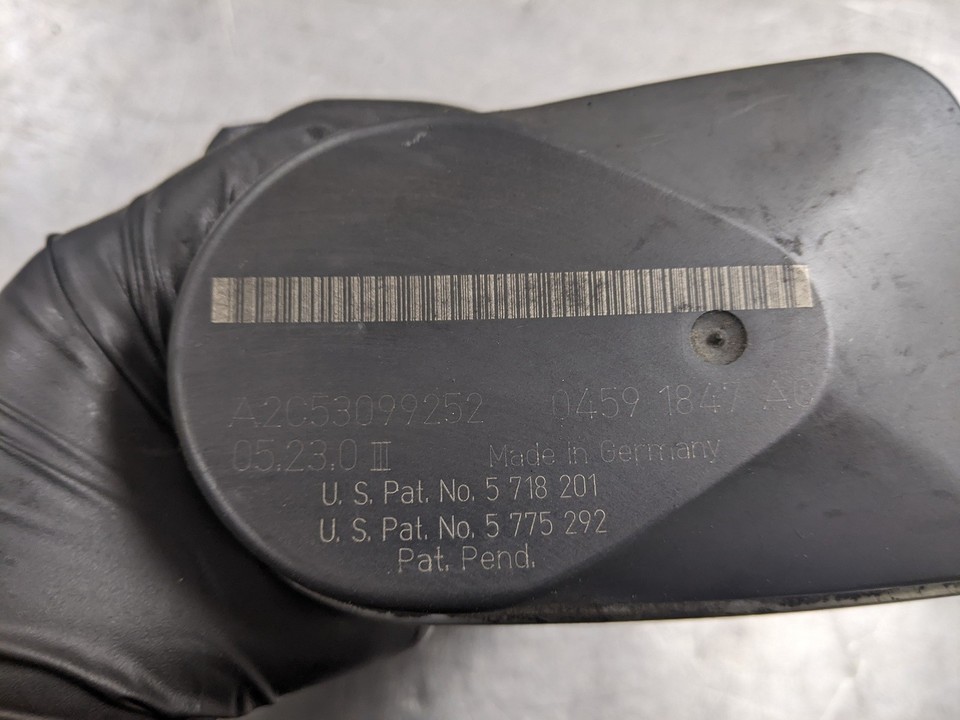 A2C53099252 0459 1847 AC
05.23.0 III
Made in Germany
U. S. Pat. No. 5 718 201
U. S. Pat. No. 5 775 292
Pat. Pend.